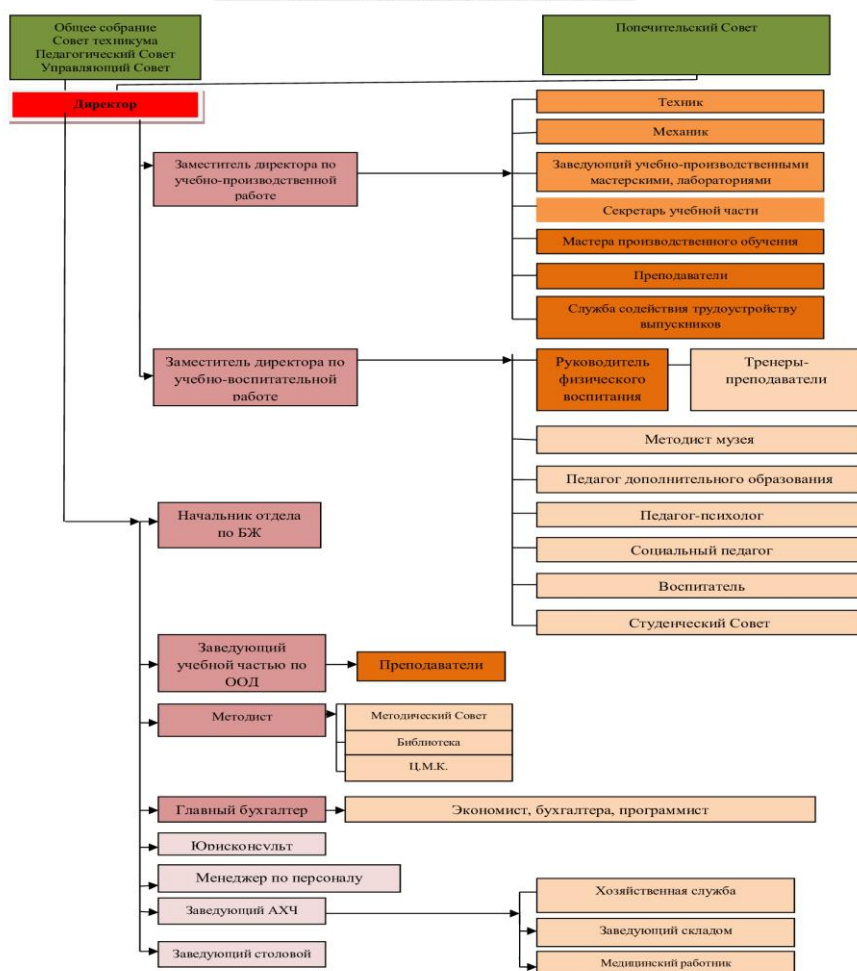 Общее собрание
Совет техникума
Педагогический Совет
Управляющий Совет
Попечительский Совет
Директор
Заместитель директора по
учебно-производственной
работе
Техник
Механик
Заведующий учебно-производственными
мастерскими, лабораториями
Секретарь учебной части
Мастера производственного обучения
Преподаватели
Служба содействия трудоустройству
выпускников
Заместитель директора по
учебно-воспитательной
работе
Руководитель
физического
воспитания
Тренеры-
преподаватели
Методист музея
Педагог дополнительного образования
Педагог-психолог
Социальный педагог
Воспитатель
Студенческий Совет
Начальник отдела
по БЖ
Заведующий
учебной частью по
ООД
Преподаватели
Методист
Методический Совет
Библиотека
Ц.М.К.
Главный бухгалтер
Экономист, бухгалтера, программист
Юрисконсульт
Менеджер по персоналу
Заведующий АХЧ
Хозяйственная служба
Заведующий складом
Медицинский работник
Заведующий столовой